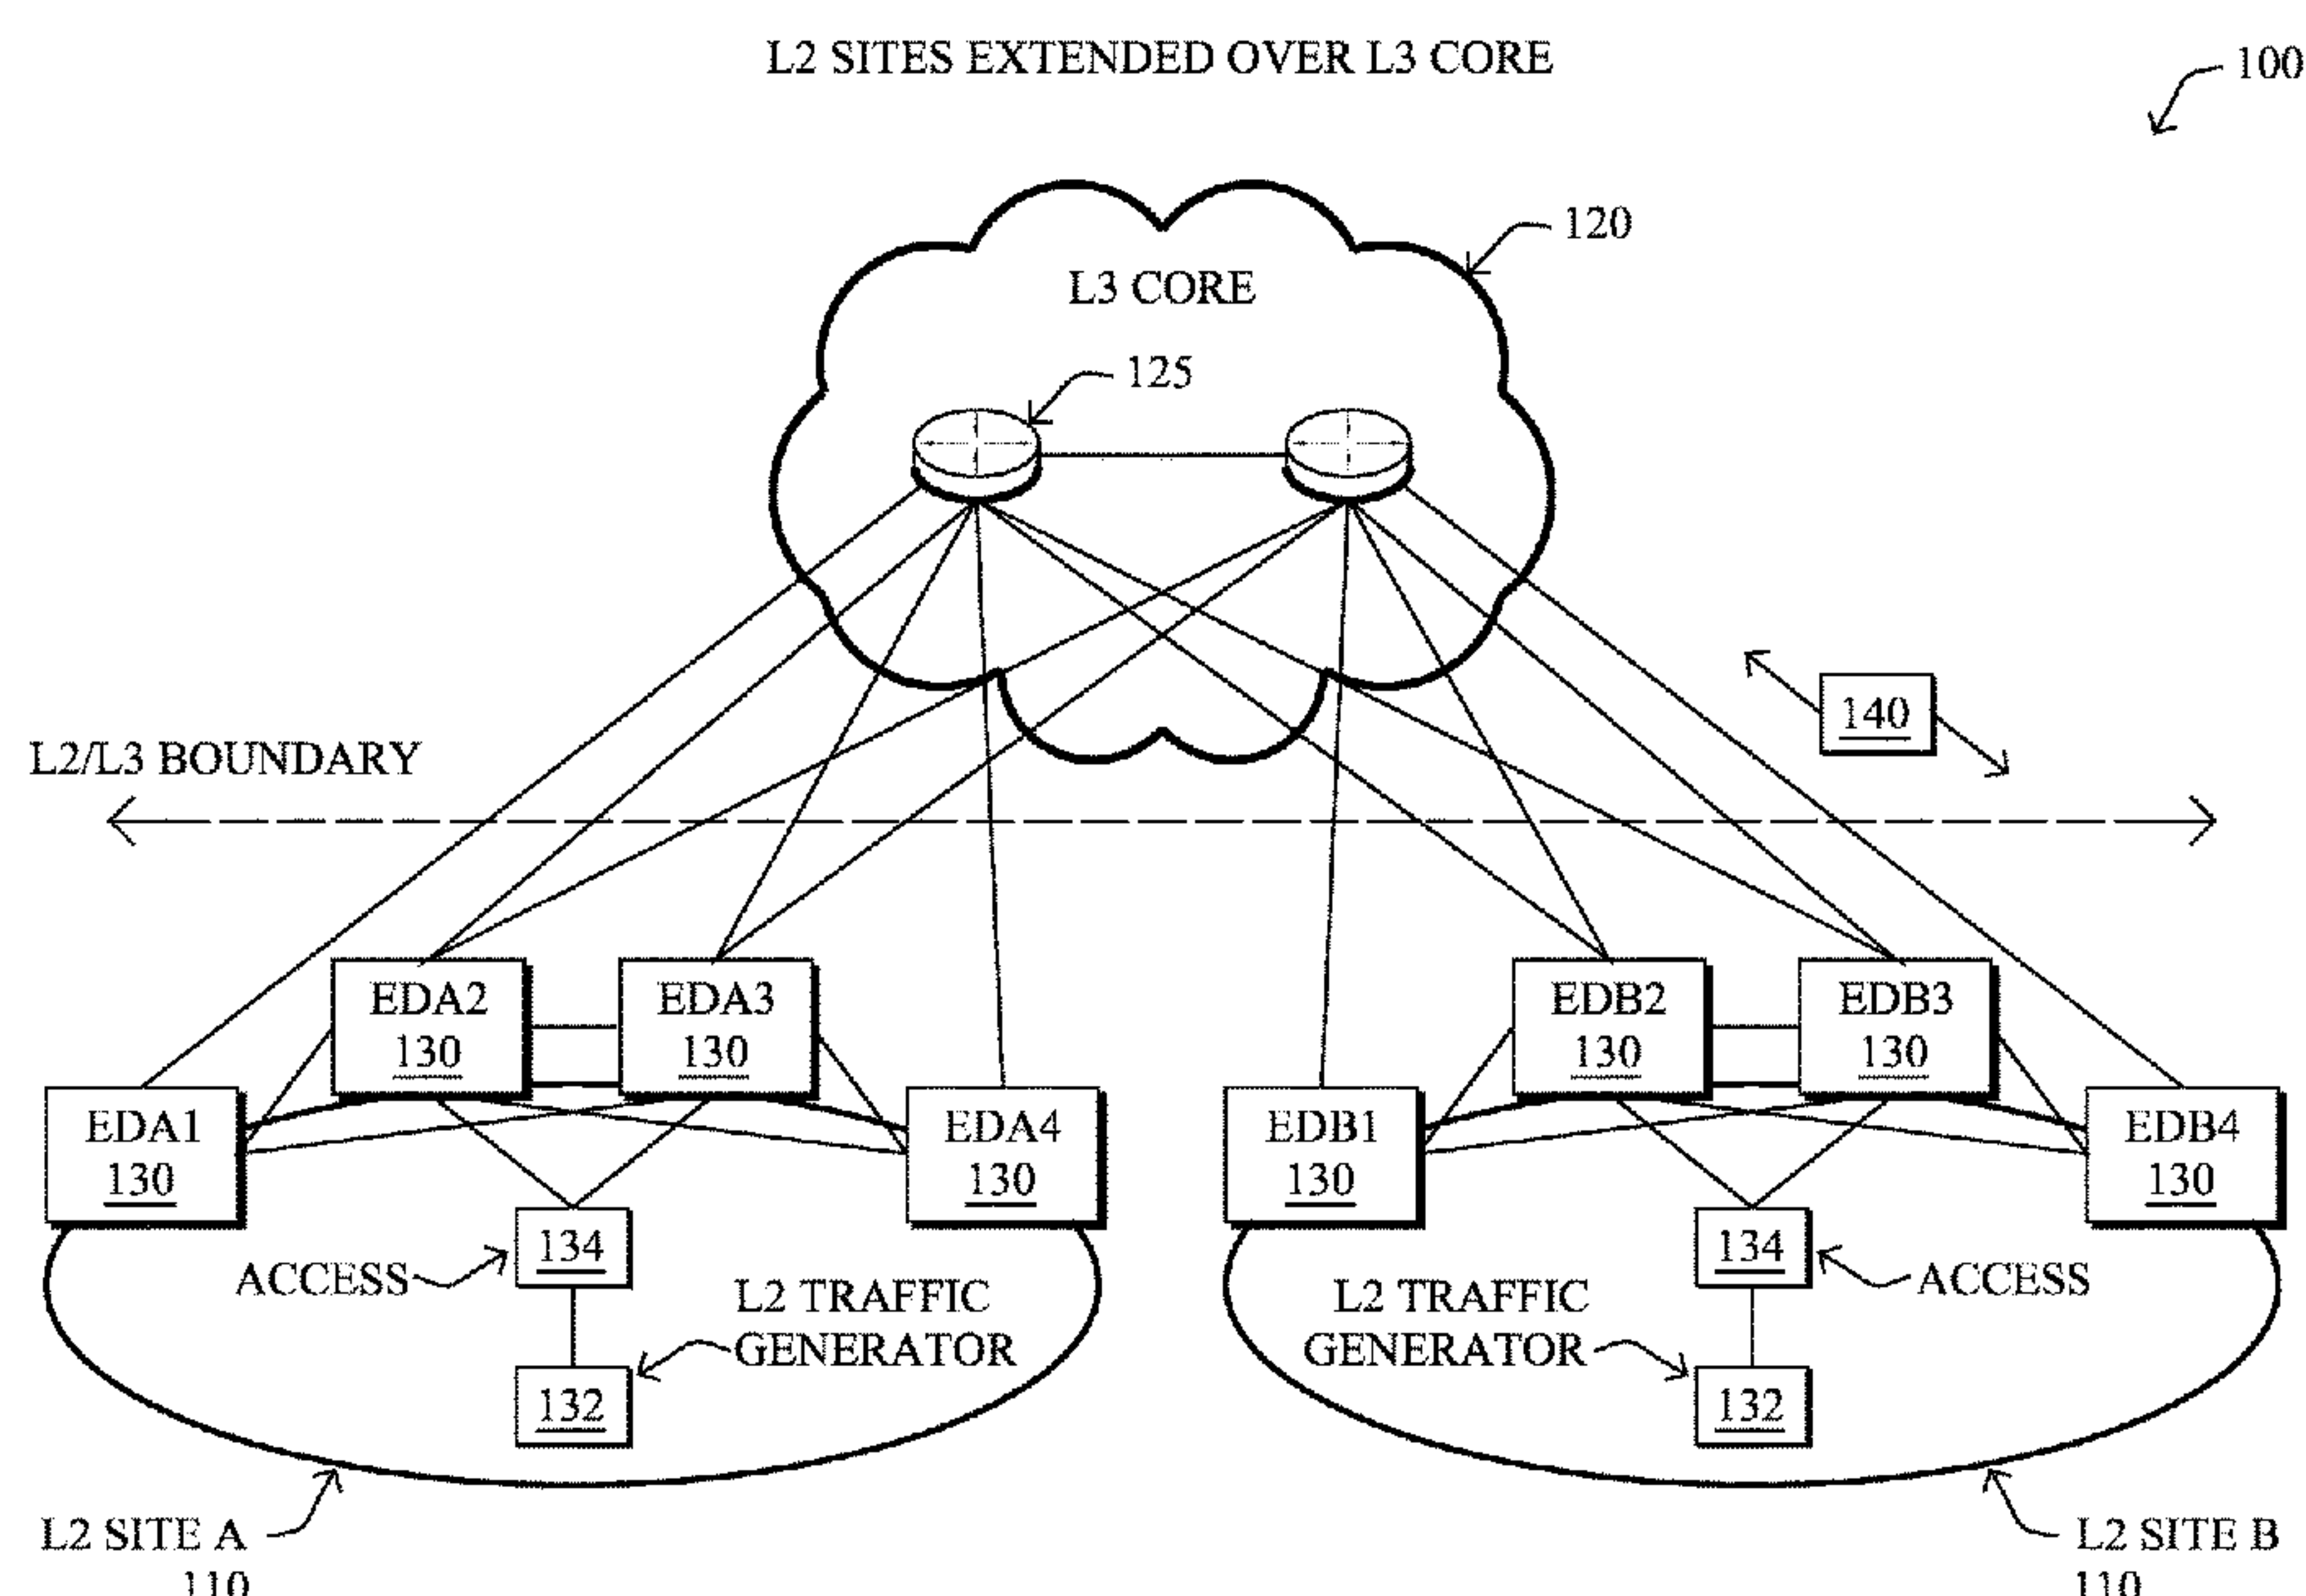 L2 SITES EXTENDED OVER L3 CORE
100
120
L3 CORE
125
140
L2/L3 BOUNDARY
EDA2
130
EDA3
130
EDB2
130
EDB3
130
EDA1
130
EDA4
130
EDB1
130
EDB4
130
134
ACCESS
L2 TRAFFIC
GENERATOR
132
134
ACCESS
L2 TRAFFIC
GENERATOR
132
L2 SITE A
110
L2 SITE B
110